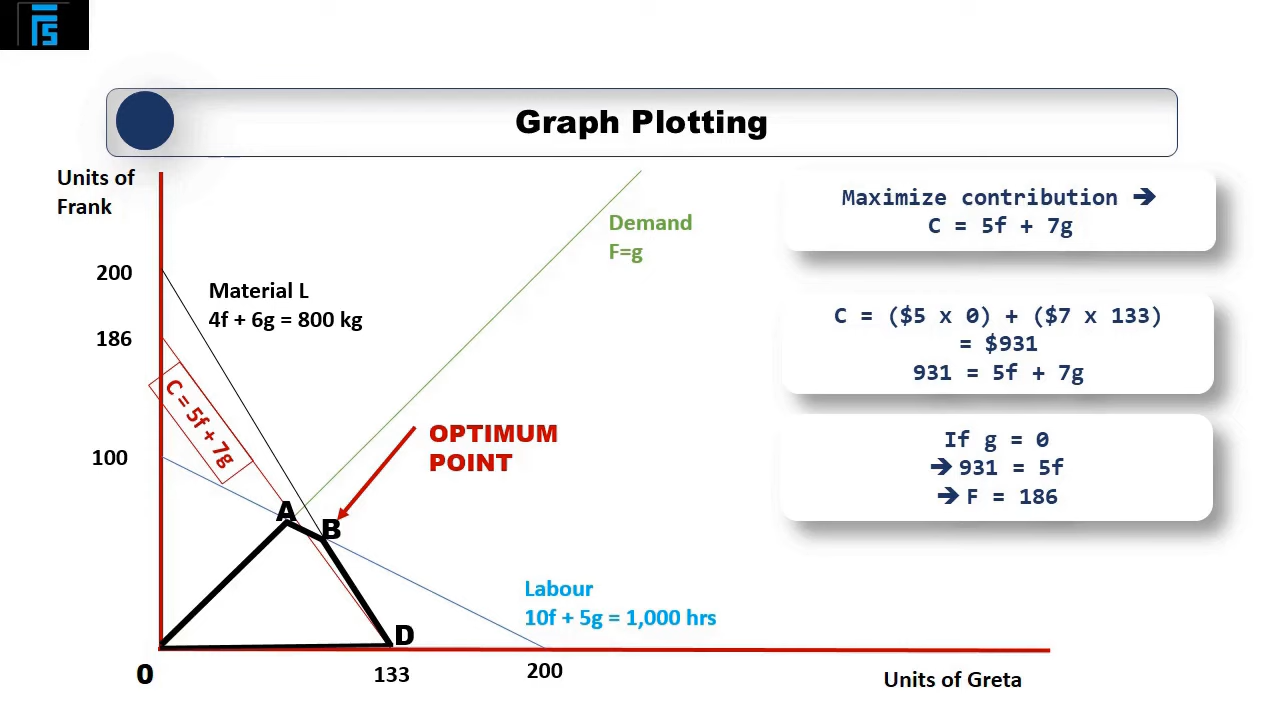 Graph Plotting
Units of
Frank
200
186
100
Material L
4f + 6g = 800 kg
C = 5f + 7g
Demand
F=g
OPTIMUM
POINT
A
B
D
Labour
10f + 5g = 1,000 hrs
0
133
200
Units of Greta
Maximize contribution ➔
C = 5f + 7g
C = ($5 x 0) + ($7 x 133)
= $931
931 = 5f + 7g
If g = 0
➔ 931 = 5f
➔ F = 186